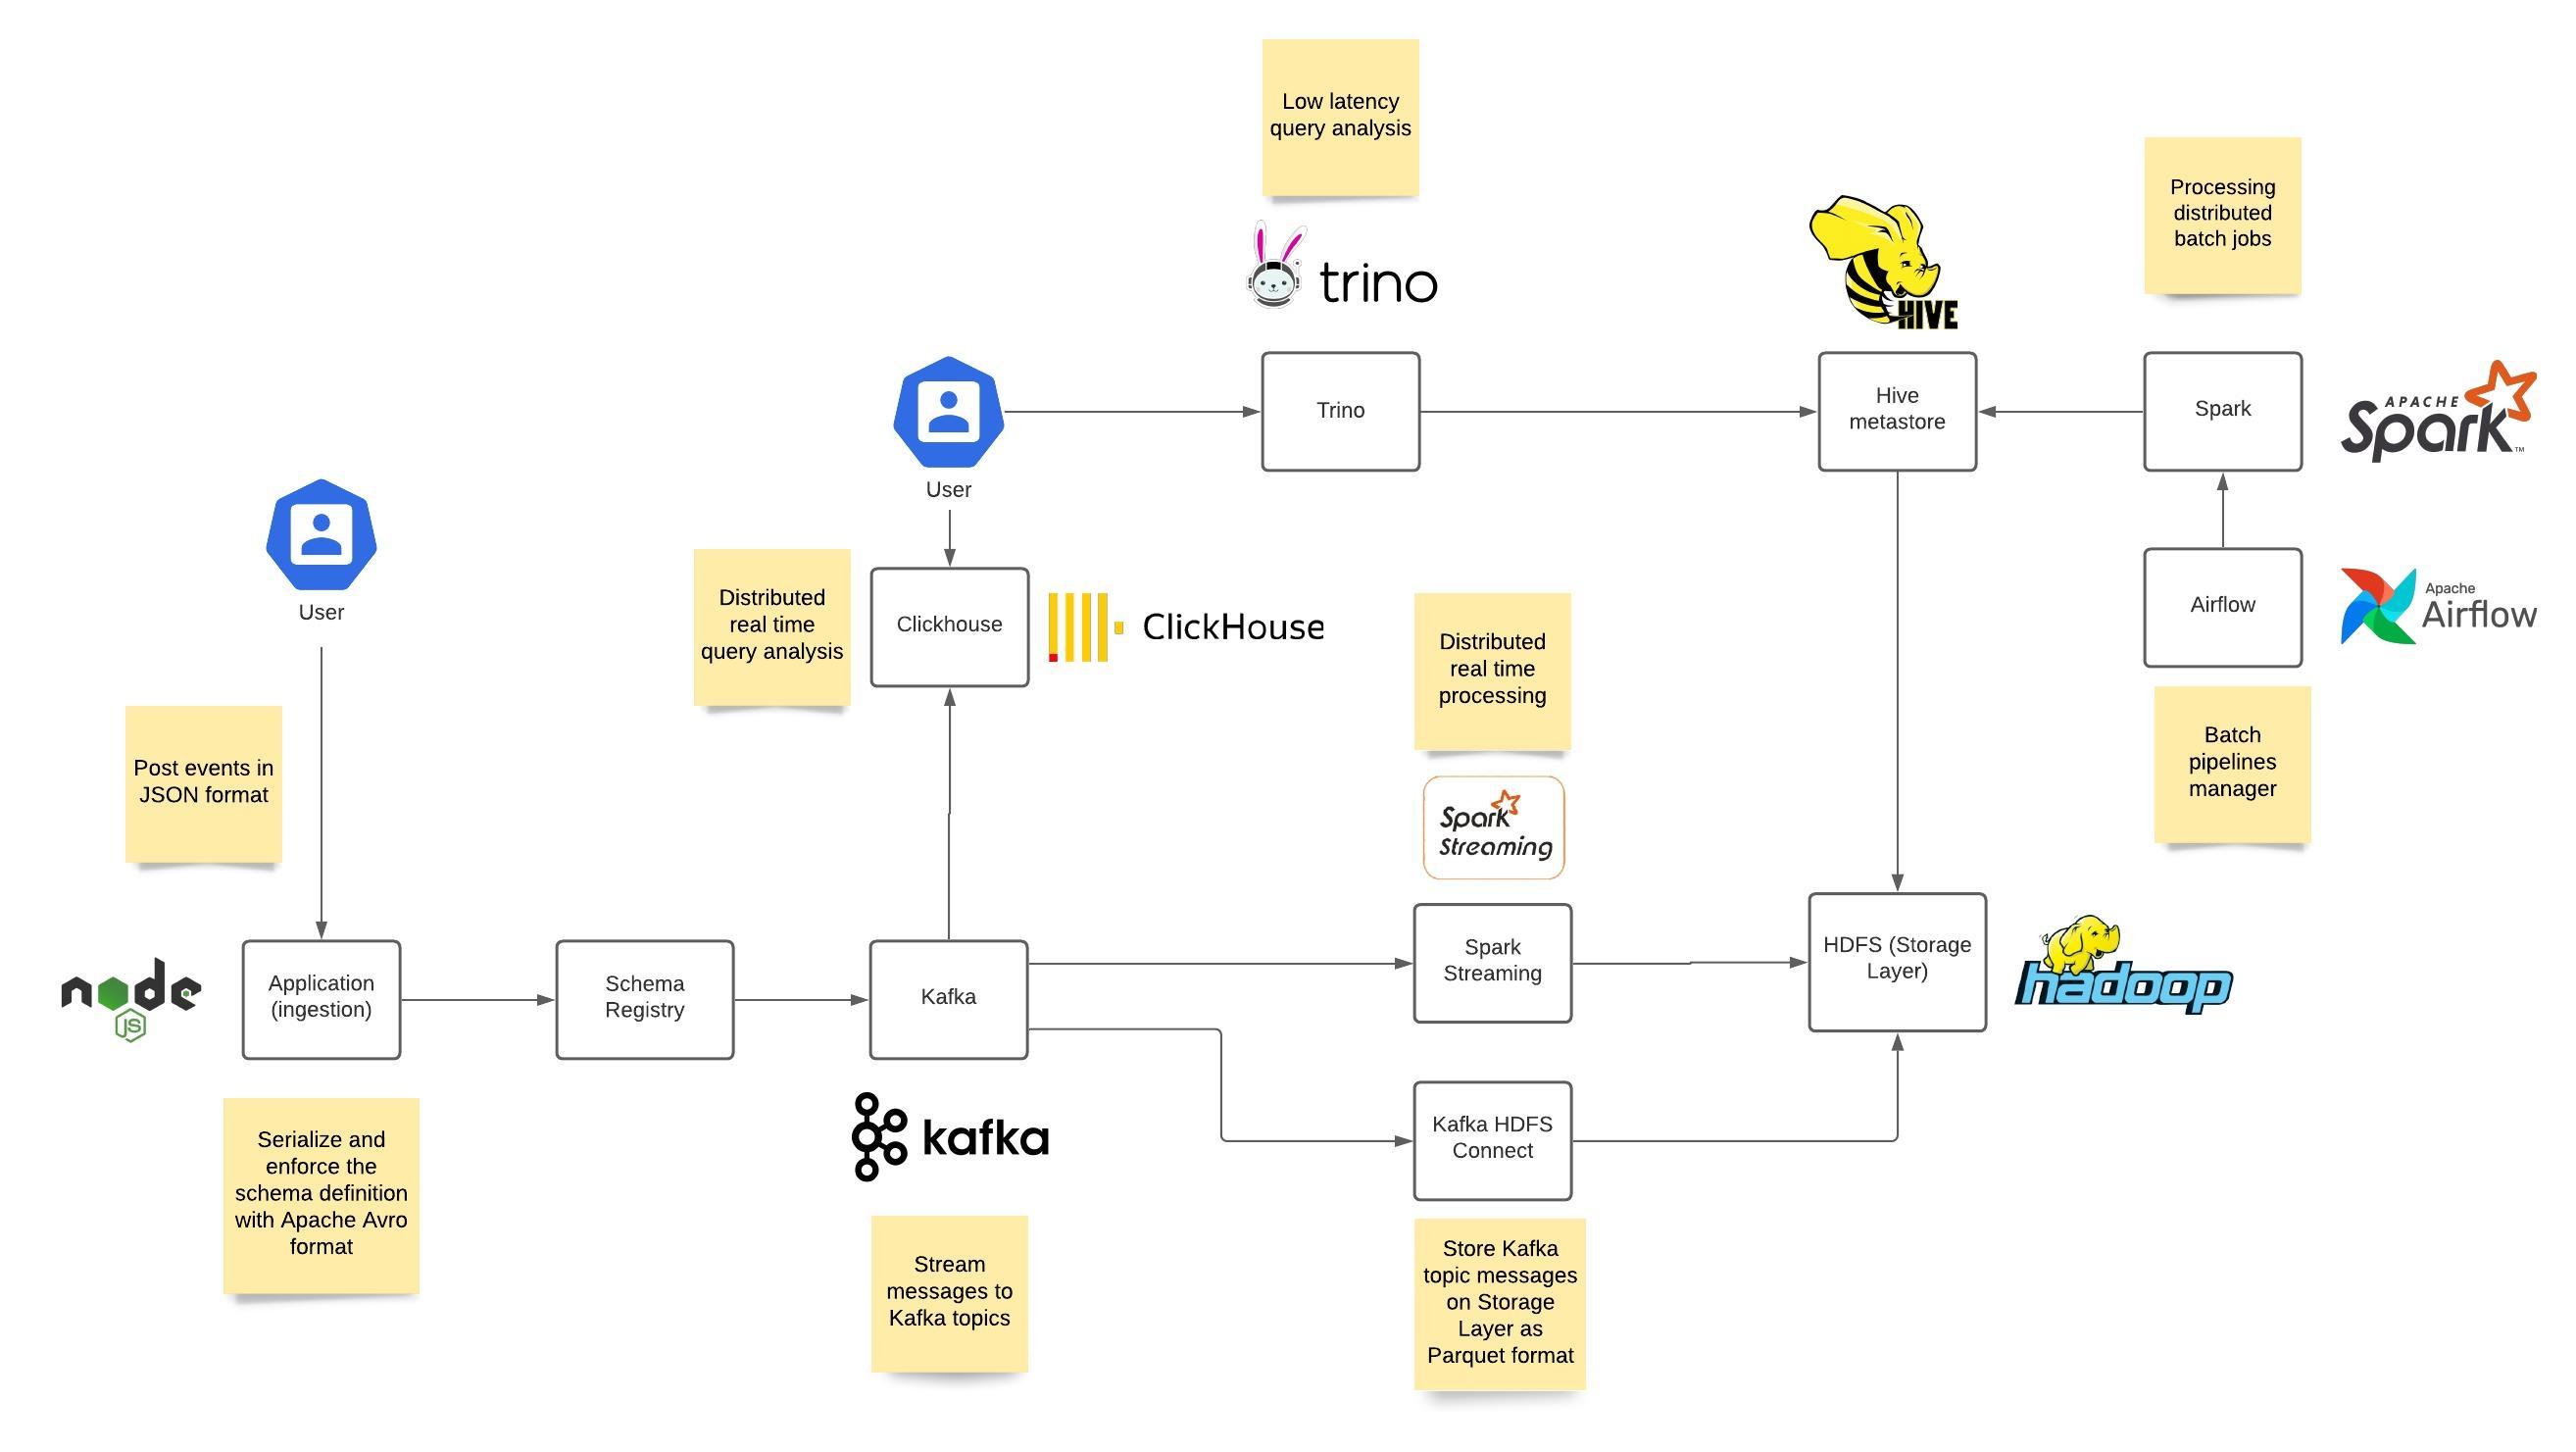 Low latency
query analysis
trino
Trino
HIVE
Hive
metastore
Processing
distributed
batch jobs
Spark
APACHE
Spark™
Airflow
Apache
Airflow
Batch
pipelines
manager
User
User
Distributed
real time
query analysis
Clickhouse
ClickHouse
Distributed
real time
processing
Spark
Streaming
Spark
Streaming
Post events in
JSON format
node
JS
Application
(ingestion)
Schema
Registry
Kafka
kafka
HDFS (Storage
Layer)
hadoop
Kafka HDFS
Connect
Serialize and
enforce the
schema definition
with Apache Avro
format
Stream
messages to
Kafka topics
Store Kafka
topic messages
on Storage
Layer as
Parquet format